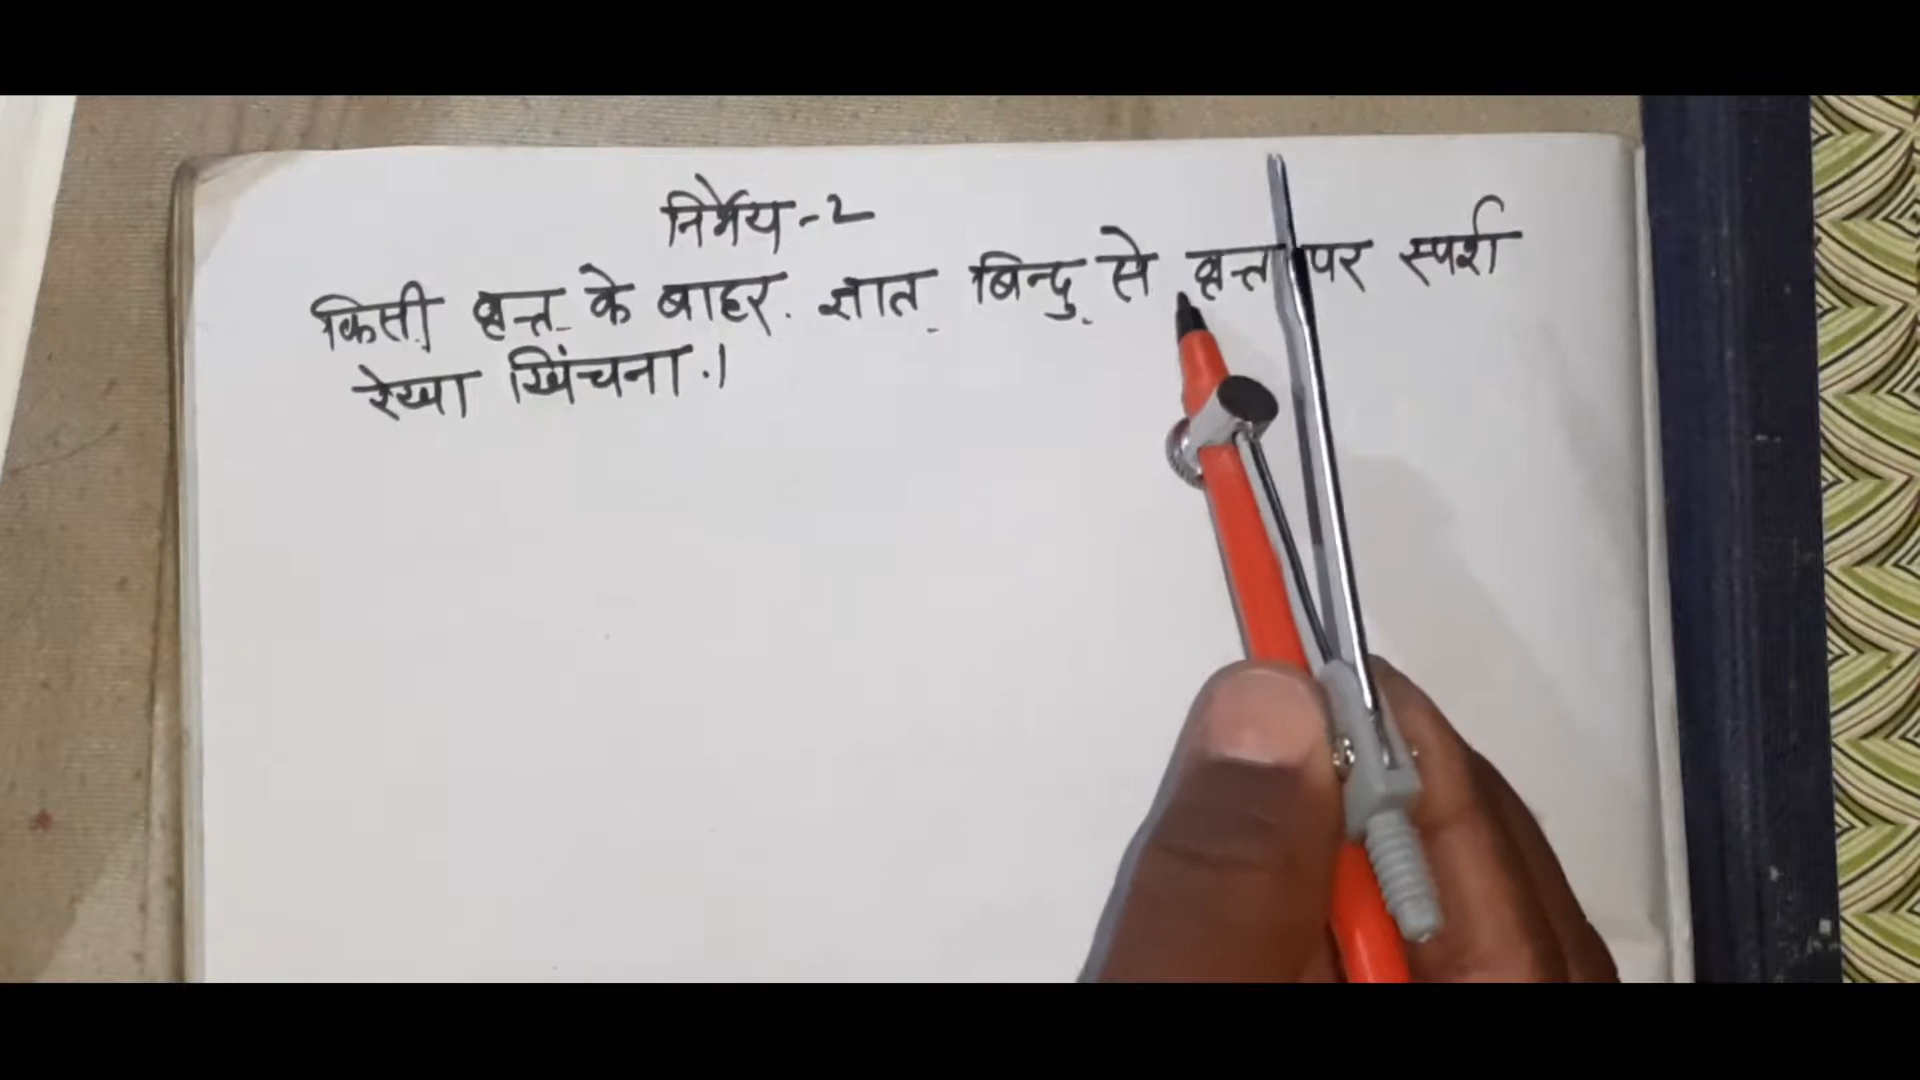 निर्मेय-2
किसी वृत्त के बाहर ज्ञात बिन्दु से वृत्त पर स्पर्श
रेखा खिंचना।